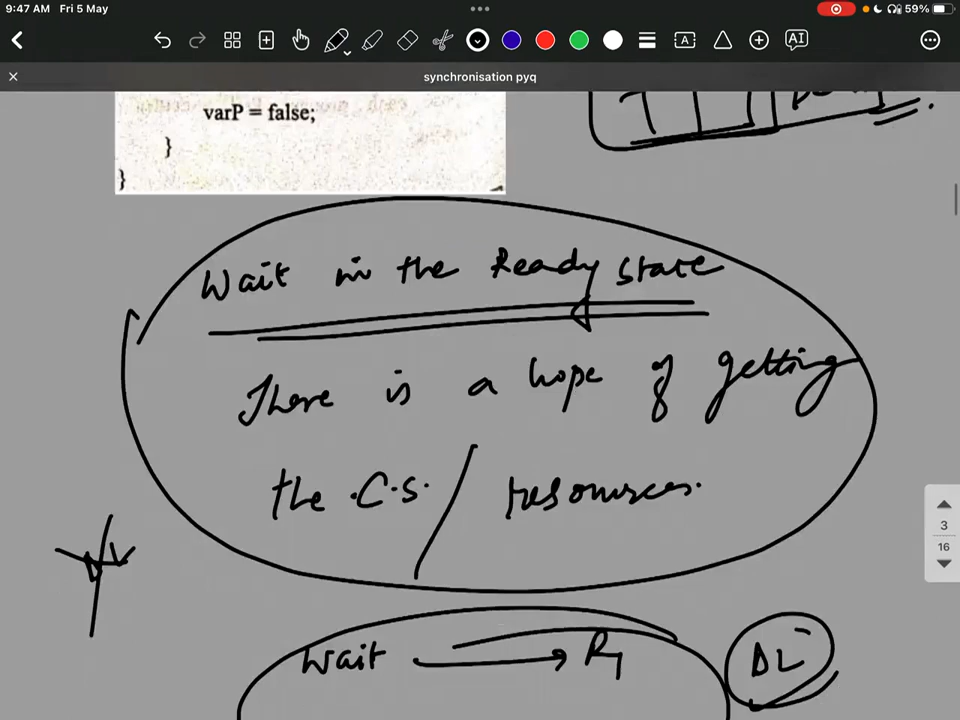 9:47 AM Fri 5 May
59%
synchronisation pyq
varP = false;
}
}
Wait in the Ready state
There is a hope of getting
the C.S. / resources.
3
16
Wait → Ry
DL